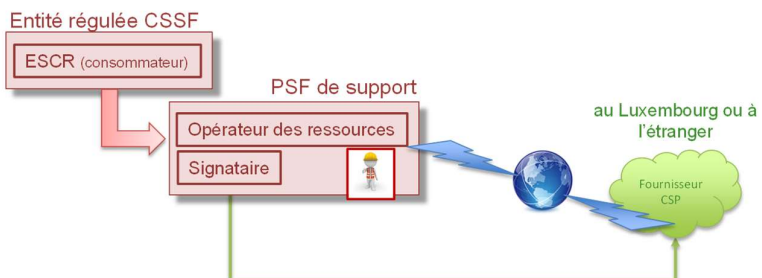 Entité régulée CSSF
ESCR (consommateur)
PSF de support
Opérateur des ressources
Signataire
au Luxembourg ou à
l'étranger
Fournisseur
CSP